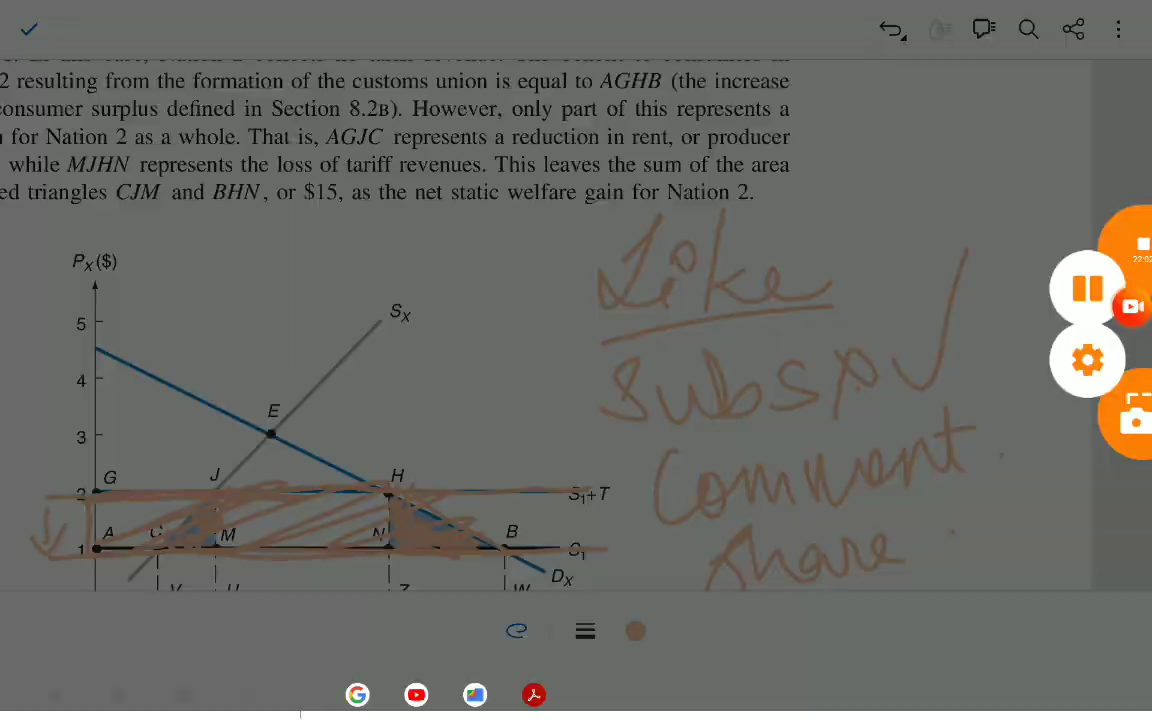 2 resulting from the formation of the customs union is equal to AGHB (the increase
consumer surplus defined in Section 8.2B). However, only part of this represents a
for Nation 2 as a whole. That is, AGJC represents a reduction in rent, or producer
while MJHN represents the loss of tariff revenues. This leaves the sum of the area
ed triangles CJM and BHN, or $15, as the net static welfare gain for Nation 2.
PX($)
5
SX
4
E
3
G
J
H
2
S1+T
A
C
M
N
B
1
S1
DX
V
U
Z
W
Like
Subs
Comment
Share
22:02